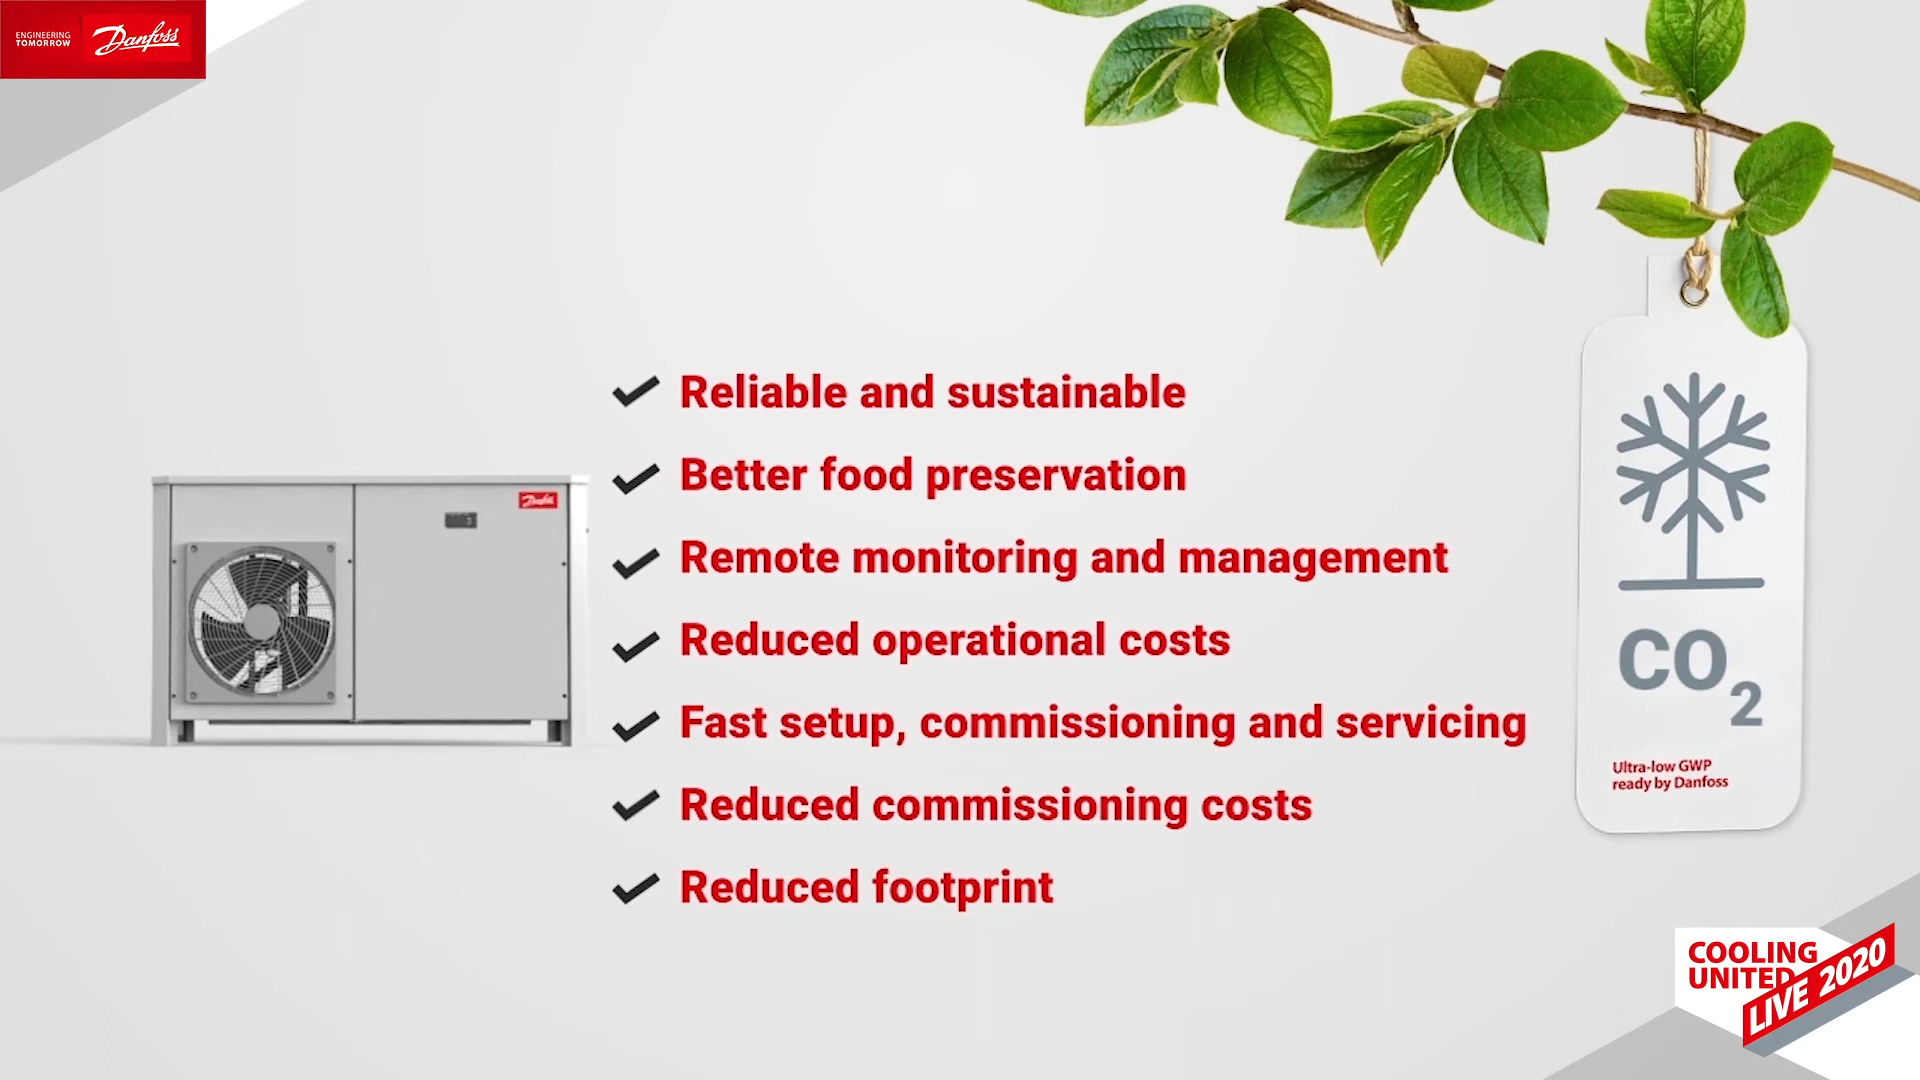 ENGINEERING
TOMORROW
Danfoss
Danfoss
Reliable and sustainable
Better food preservation
Remote monitoring and management
Reduced operational costs
Fast setup, commissioning and servicing
Reduced commissioning costs
Reduced footprint
CO2
Ultra-low GWP
ready by Danfoss
COOLING
UNITED
LIVE 2020